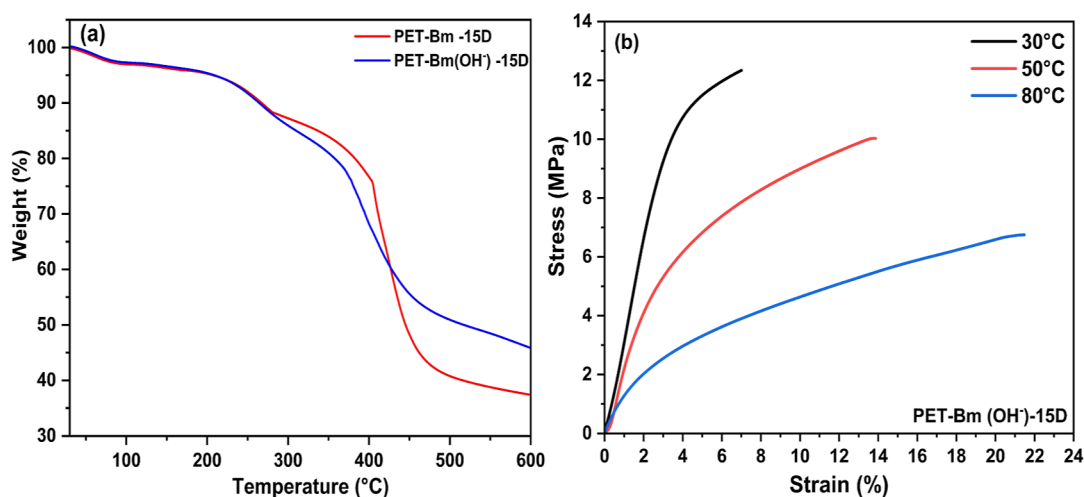 (a)
PET-Bm -15D
PET-Bm(OH⁻) -15D
Weight (%)
100
90
80
70
60
50
40
30
100 200 300 400 500 600
Temperature (°C)
(b)
30°C
50°C
80°C
Stress (MPa)
14
12
10
8
6
4
2
0
PET-Bm (OH⁻)-15D
0 2 4 6 8 10 12 14 16 18 20 22 24
Strain (%)